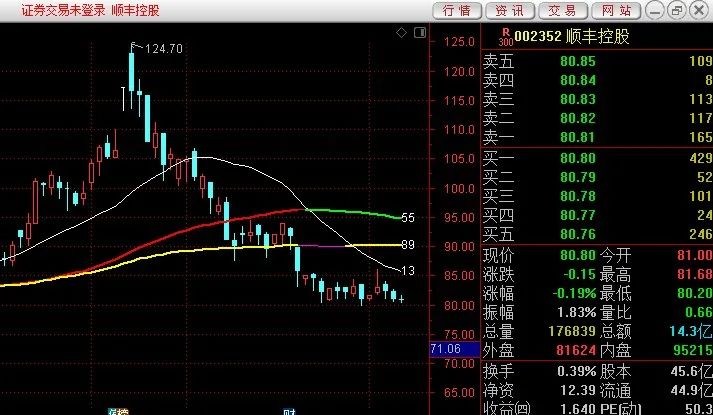 证券交易未登录 顺丰控股 行情 资讯 交易 网站
R 300 002352 顺丰控股
124.70
125.0
120.0
115.0
110.0
105.0
100.00
95.00
90.00
85.00
80.00
75.00
71.06
70.00
65.00
55
89
13
卖五 80.85 109
卖四 80.84 8
卖三 80.83 113
卖二 80.82 117
卖一 80.81 165
买一 80.80 429
买二 80.79 52
买三 80.78 101
买四 80.77 24
买五 80.76 246
现价 80.80 今开 81.00
涨跌 -0.15 最高 81.68
涨幅 -0.19% 最低 80.20
振幅 1.83% 量比 0.66
总量 176839 总额 14.3亿
外盘 81624 内盘 95215
换手 0.39% 股本 45.6亿
净资 12.39 流通 44.9亿
收益(四) 1.640 PE(动) 50.3
榜
财